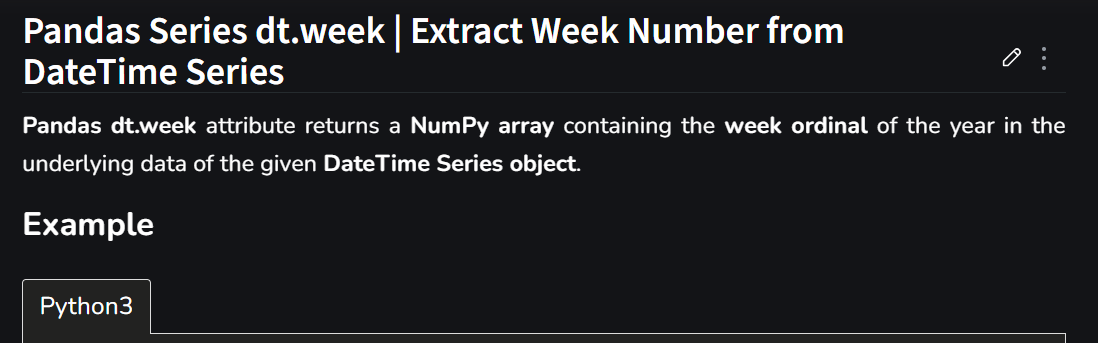 Pandas Series dt.week | Extract Week Number from
DateTime Series
Pandas dt.week attribute returns a NumPy array containing the week ordinal of the year in the
underlying data of the given DateTime Series object.
Example
Python3